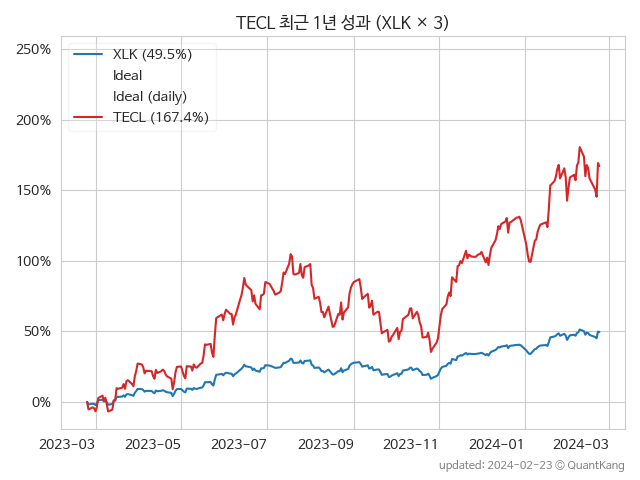 TECL 최근 1년 성과 (XLK × 3)
XLK (49.5%)
Ideal
Ideal (daily)
TECL (167.4%)
250%
200%
150%
100%
50%
0%
2023-03 2023-05 2023-07 2023-09 2023-11 2024-01 2024-03
updated: 2024-02-23 © QuantKang